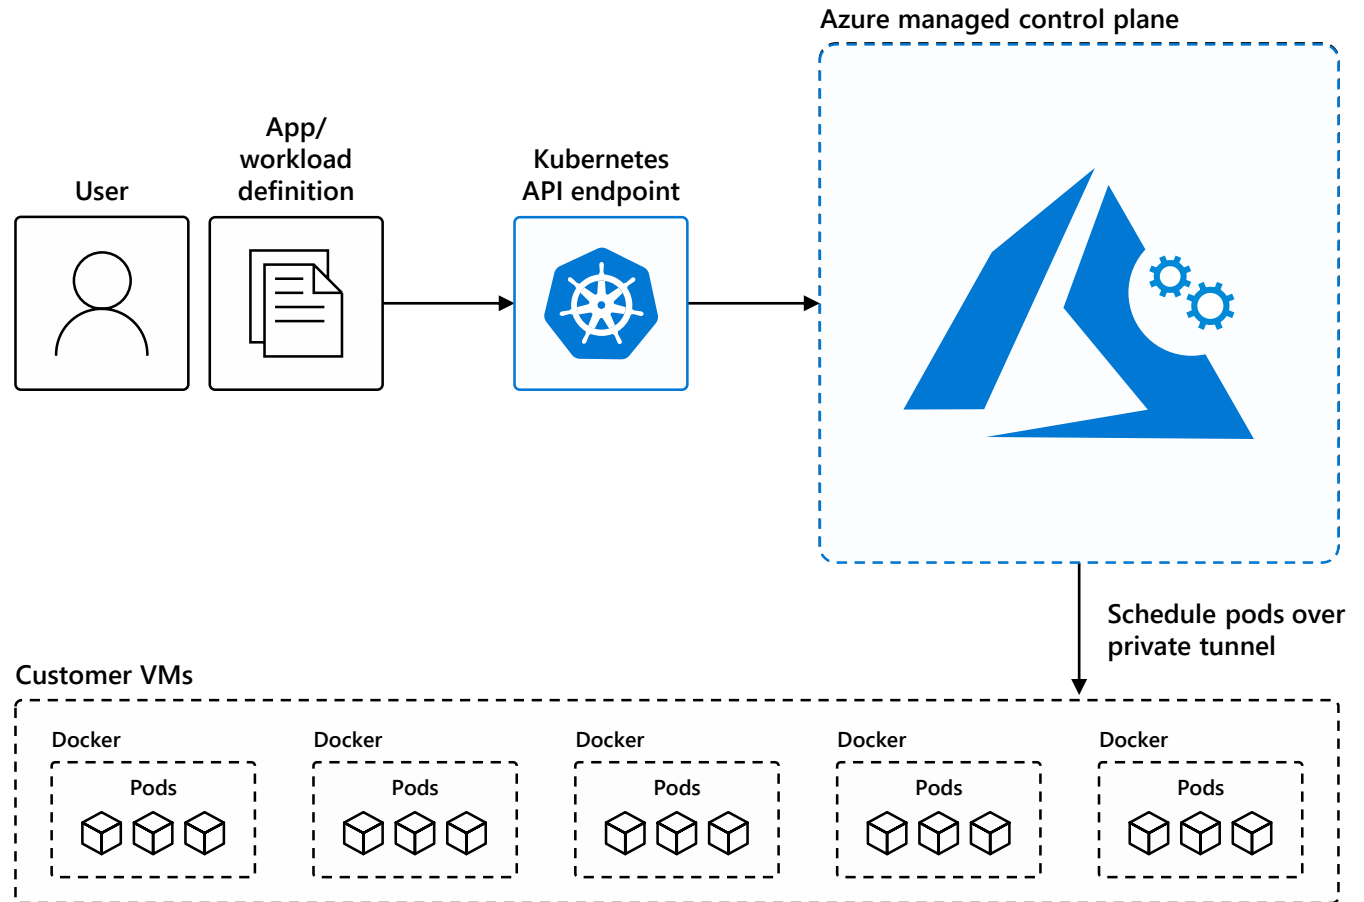 Azure managed control plane
User
App/
workload
definition
Kubernetes
API endpoint
Schedule pods over
private tunnel
Customer VMs
Docker
Pods
Docker
Pods
Docker
Pods
Docker
Pods
Docker
Pods